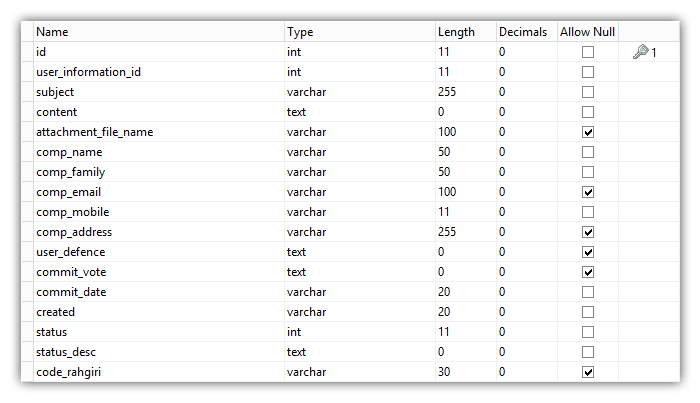 Name Type Length Decimals Allow Null
id int 11 0 1
user_information_id int 11 0
subject varchar 255 0
content text 0 0
attachment_file_name varchar 100 0
comp_name varchar 50 0
comp_family varchar 50 0
comp_email varchar 100 0
comp_mobile varchar 11 0
comp_address varchar 255 0
user_defence text 0 0
commit_vote text 0 0
commit_date varchar 20 0
created varchar 20 0
status int 11 0
status_desc text 0 0
code_rahgiri varchar 30 0